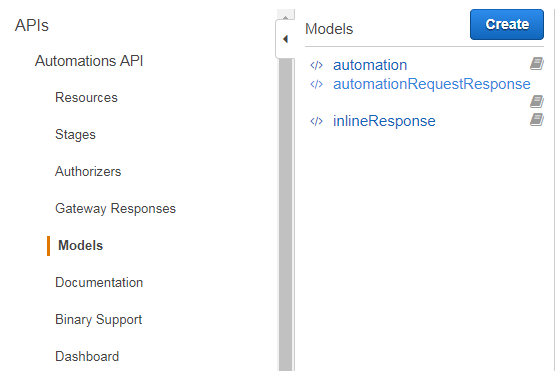 APIs
Automations API
Resources
Stages
Authorizers
Gateway Responses
Models
Documentation
Binary Support
Dashboard
Models
Create
</> automation
</> automationRequestResponse
</> inlineResponse